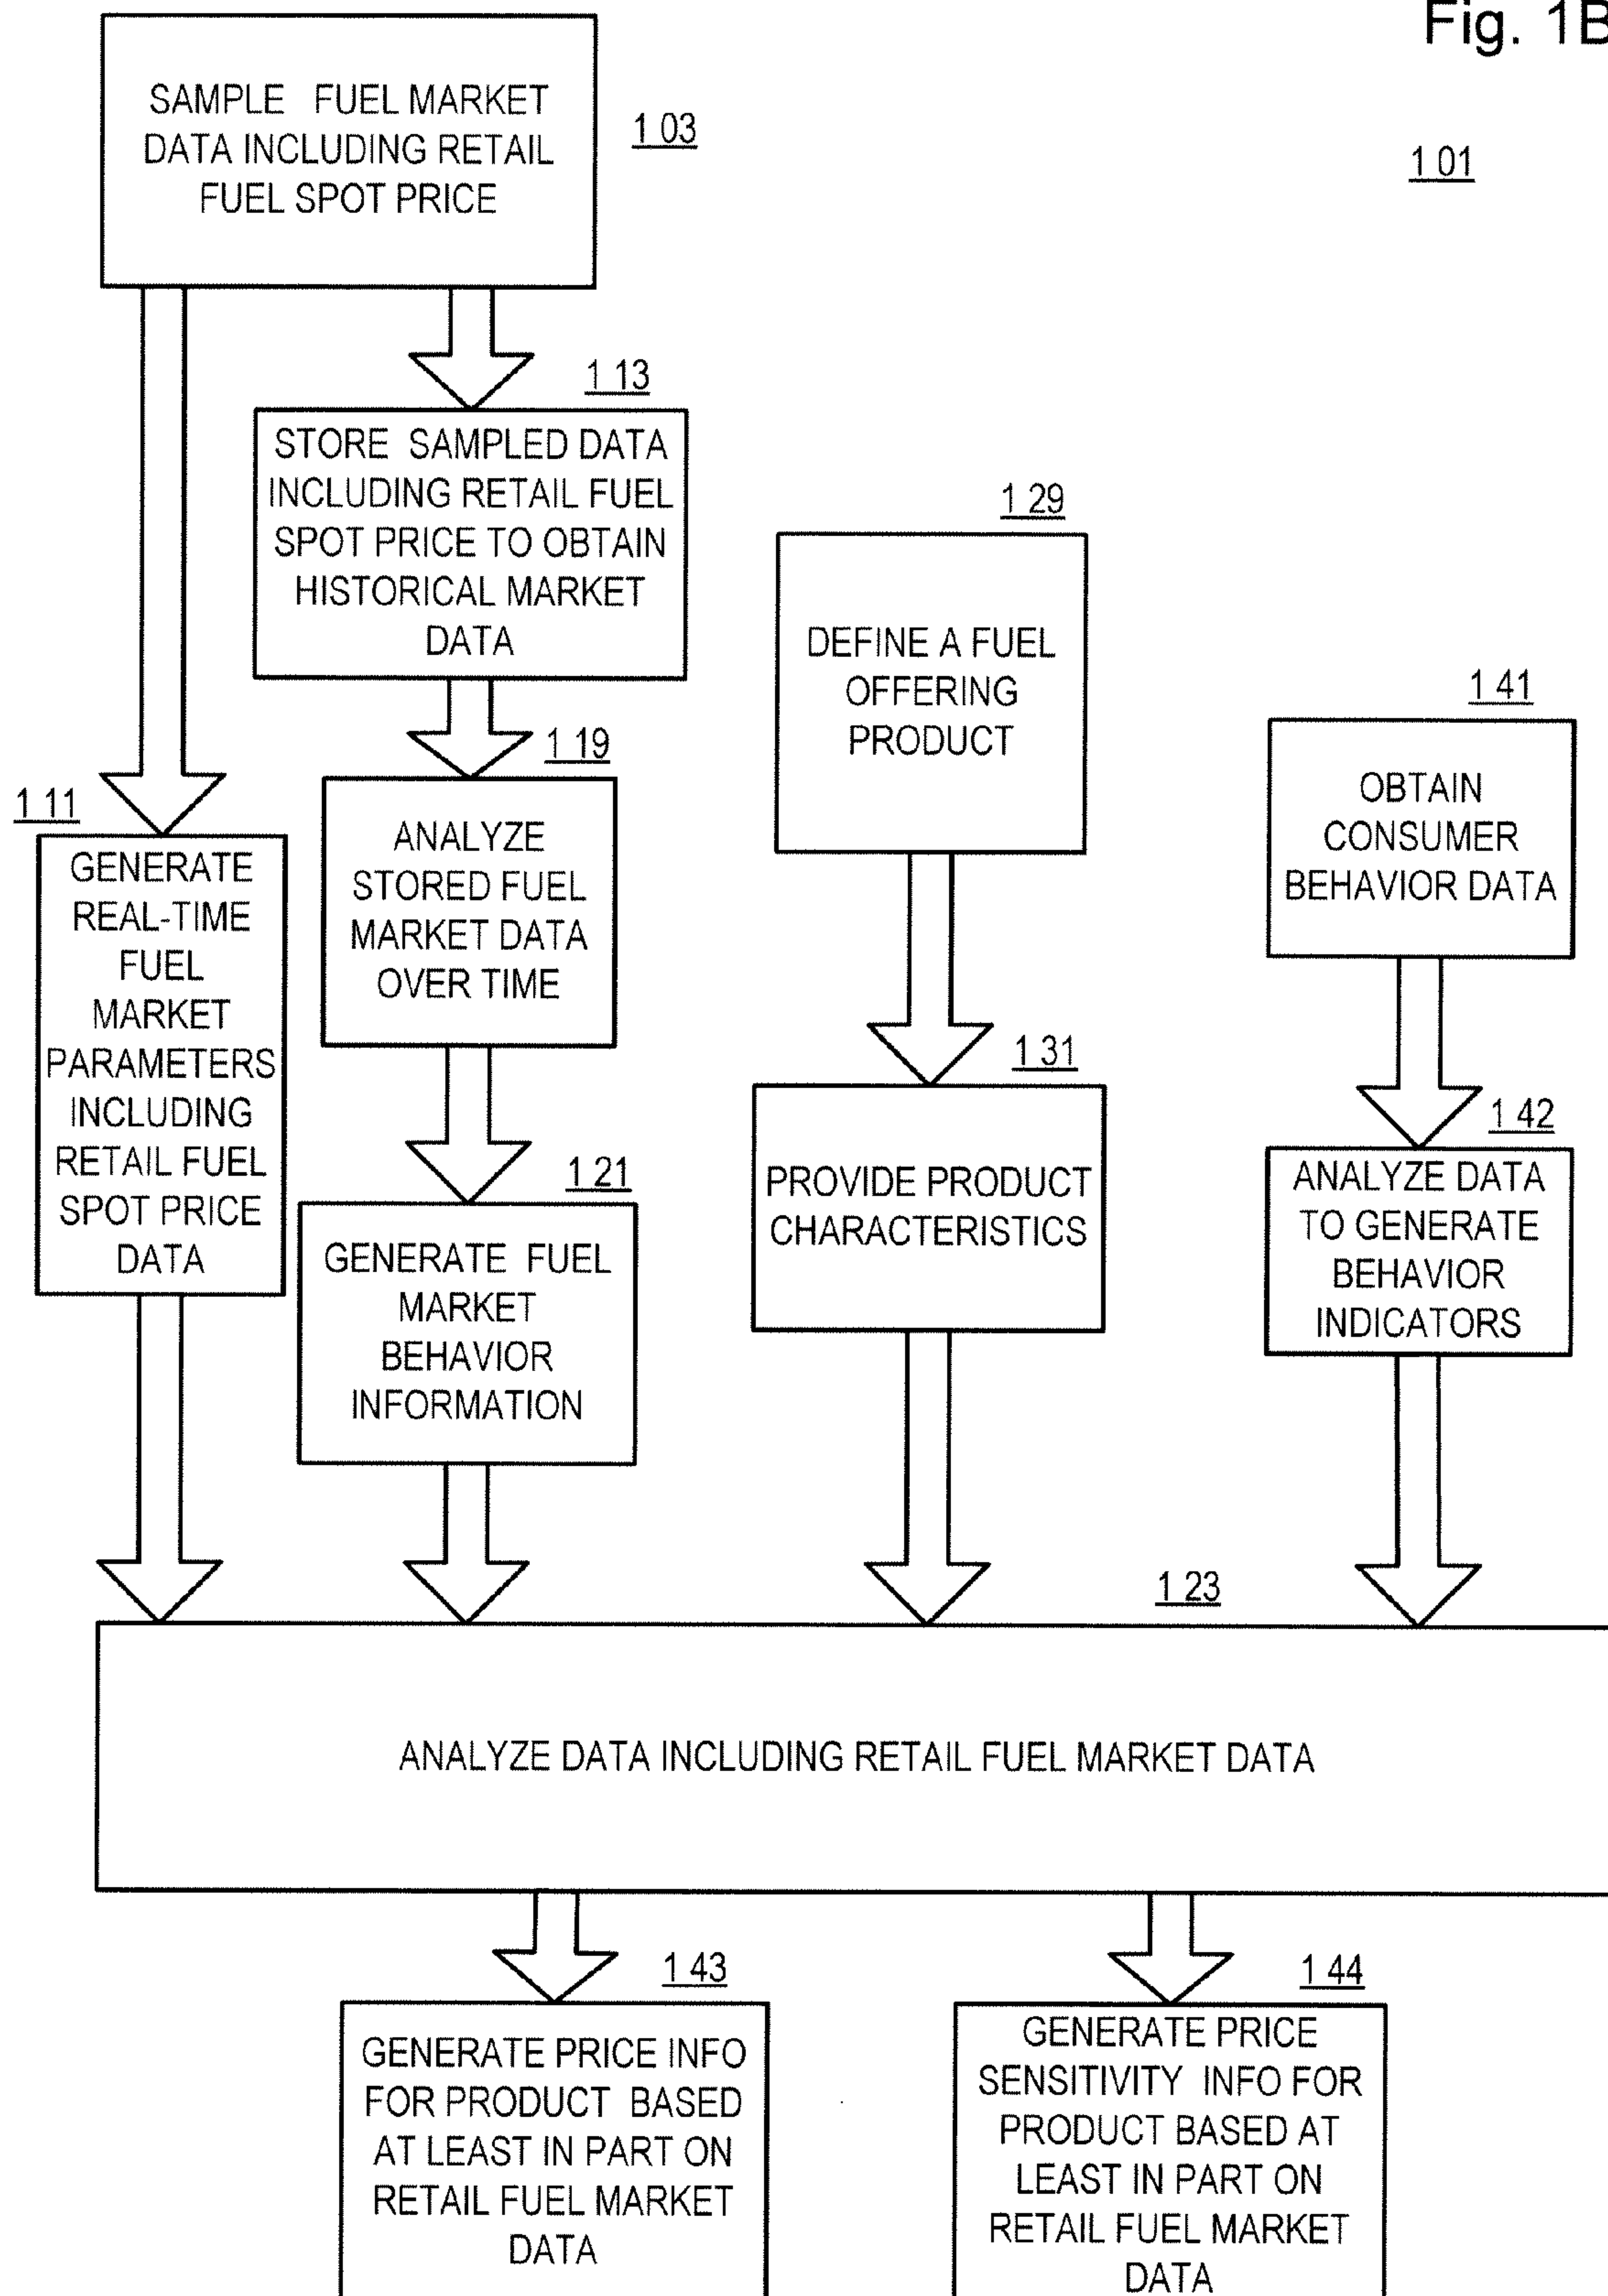 Fig. 1B
SAMPLE FUEL MARKET
DATA INCLUDING RETAIL
FUEL SPOT PRICE
1 03
1 01
1 13
STORE SAMPLED DATA
INCLUDING RETAIL FUEL
SPOT PRICE TO OBTAIN
HISTORICAL MARKET
DATA
1 29
DEFINE A FUEL
OFFERING
PRODUCT
1 41
OBTAIN
CONSUMER
BEHAVIOR DATA
1 19
ANALYZE
STORED FUEL
MARKET DATA
OVER TIME
1 11
GENERATE
REAL-TIME
FUEL
MARKET
PARAMETERS
INCLUDING
RETAIL FUEL
SPOT PRICE
DATA
1 31
PROVIDE PRODUCT
CHARACTERISTICS
1 42
ANALYZE DATA
TO GENERATE
BEHAVIOR
INDICATORS
1 21
GENERATE FUEL
MARKET
BEHAVIOR
INFORMATION
1 23
ANALYZE DATA INCLUDING RETAIL FUEL MARKET DATA
1 43
GENERATE PRICE INFO
FOR PRODUCT BASED
AT LEAST IN PART ON
RETAIL FUEL MARKET
DATA
1 44
GENERATE PRICE
SENSITIVITY INFO FOR
PRODUCT BASED AT
LEAST IN PART ON
RETAIL FUEL MARKET
DATA